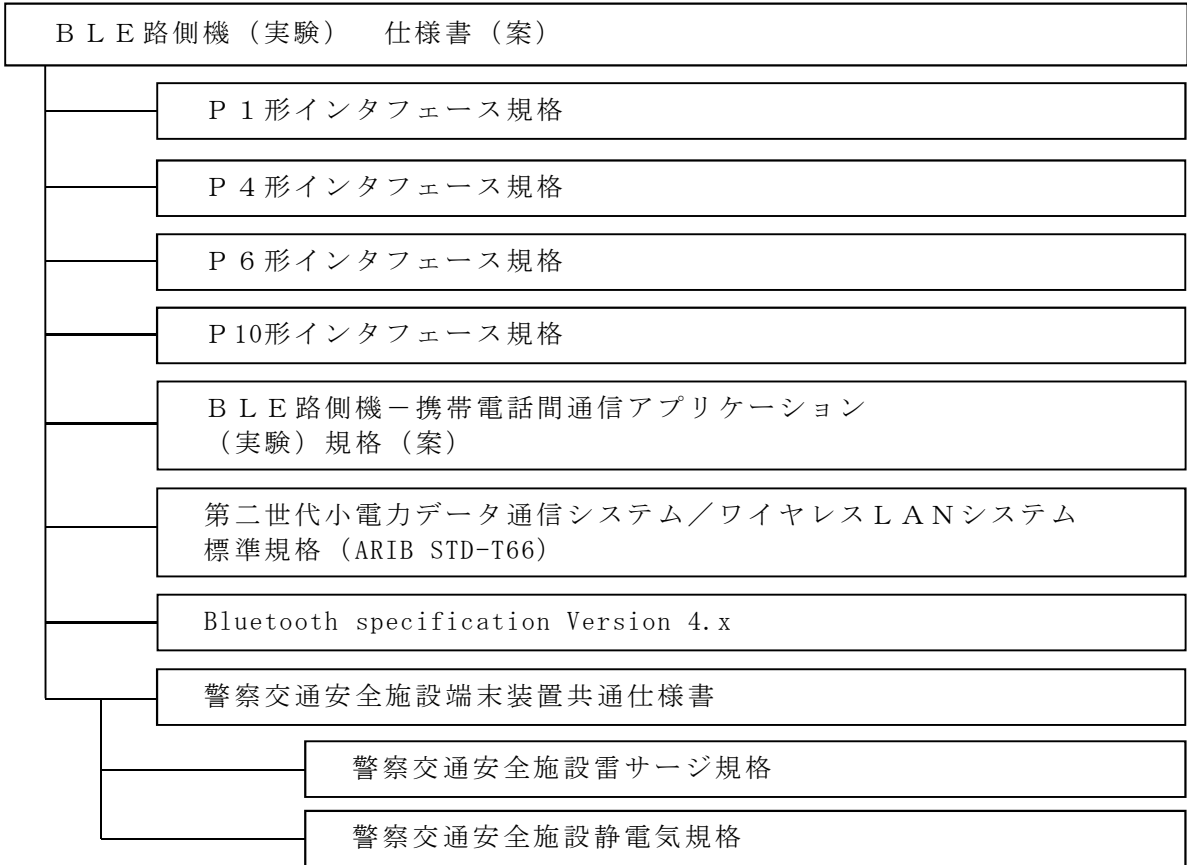 ＢＬＥ路側機（実験）　仕様書（案）
Ｐ１形インタフェース規格
Ｐ４形インタフェース規格
Ｐ６形インタフェース規格
Ｐ10形インタフェース規格
ＢＬＥ路側機－携帯電話間通信アプリケーション
（実験）規格（案）
第二世代小電力データ通信システム／ワイヤレスＬＡＮシステム
標準規格（ARIB STD-T66）
Bluetooth specification Version 4.x
警察交通安全施設端末装置共通仕様書
警察交通安全施設雷サージ規格
警察交通安全施設静電気規格